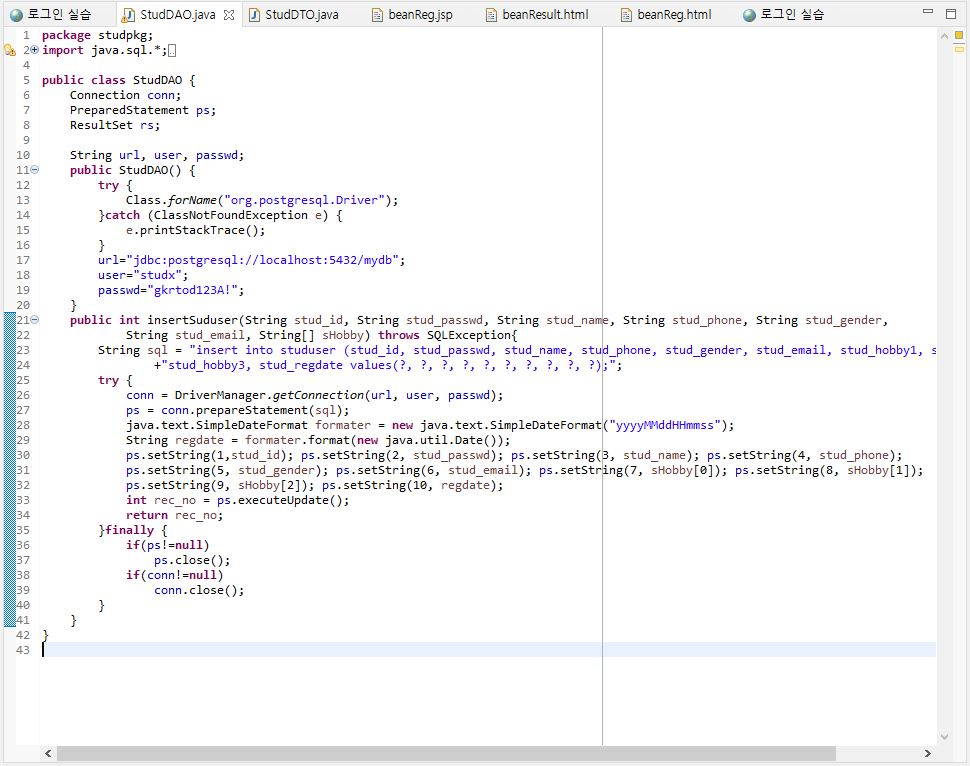 로그인 실습 StudDAO.java StudDTO.java beanReg.jsp beanResult.html beanReg.html 로그인 실습
1 package studpkg;
2 import java.sql.*;
4
5 public class StudDAO {
6 Connection conn;
7 PreparedStatement ps;
8 ResultSet rs;
9
10 String url, user, passwd;
11 public StudDAO() {
12 try {
13 Class.forName("org.postgresql.Driver");
14 }catch (ClassNotFoundException e) {
15 e.printStackTrace();
16 }
17 url="jdbc:postgresql://localhost:5432/mydb";
18 user="studx";
19 passwd="gkrtod123A!";
20 }
21 public int insertSuduser(String stud_id, String stud_passwd, String stud_name, String stud_phone, String stud_gender,
22 String stud_email, String[] sHobby) throws SQLException{
23 String sql = "insert into studuser (stud_id, stud_passwd, stud_name, stud_phone, stud_gender, stud_email, stud_hobby1, s
24 +"stud_hobby3, stud_regdate values(?, ?, ?, ?, ?, ?, ?, ?, ?, ?);";
25 try {
26 conn = DriverManager.getConnection(url, user, passwd);
27 ps = conn.prepareStatement(sql);
28 java.text.SimpleDateFormat formater = new java.text.SimpleDateFormat("yyyyMMddHHmmss");
29 String regdate = formater.format(new java.util.Date());
30 ps.setString(1,stud_id); ps.setString(2, stud_passwd); ps.setString(3, stud_name); ps.setString(4, stud_phone);
31 ps.setString(5, stud_gender); ps.setString(6, stud_email); ps.setString(7, sHobby[0]); ps.setString(8, sHobby[1]);
32 ps.setString(9, sHobby[2]); ps.setString(10, regdate);
33 int rec_no = ps.executeUpdate();
34 return rec_no;
35 }finally {
36 if(ps!=null)
37 ps.close();
38 if(conn!=null)
39 conn.close();
40 }
41 }
42 }
43